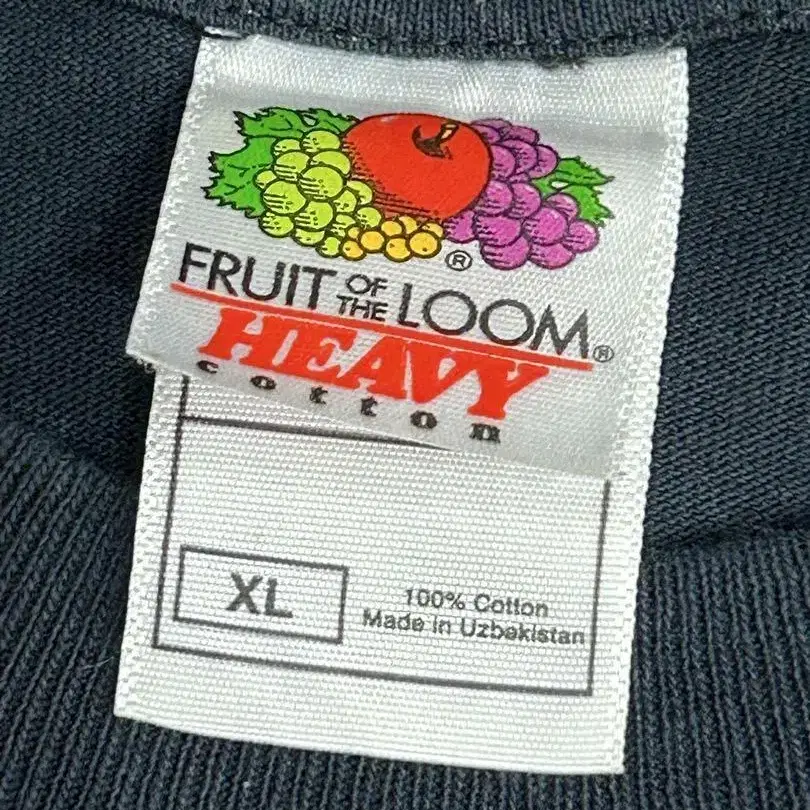 ®
FRUIT OF THE LOOM®
HEAVY
cotton
XL
100% Cotton
Made in Uzbekistan